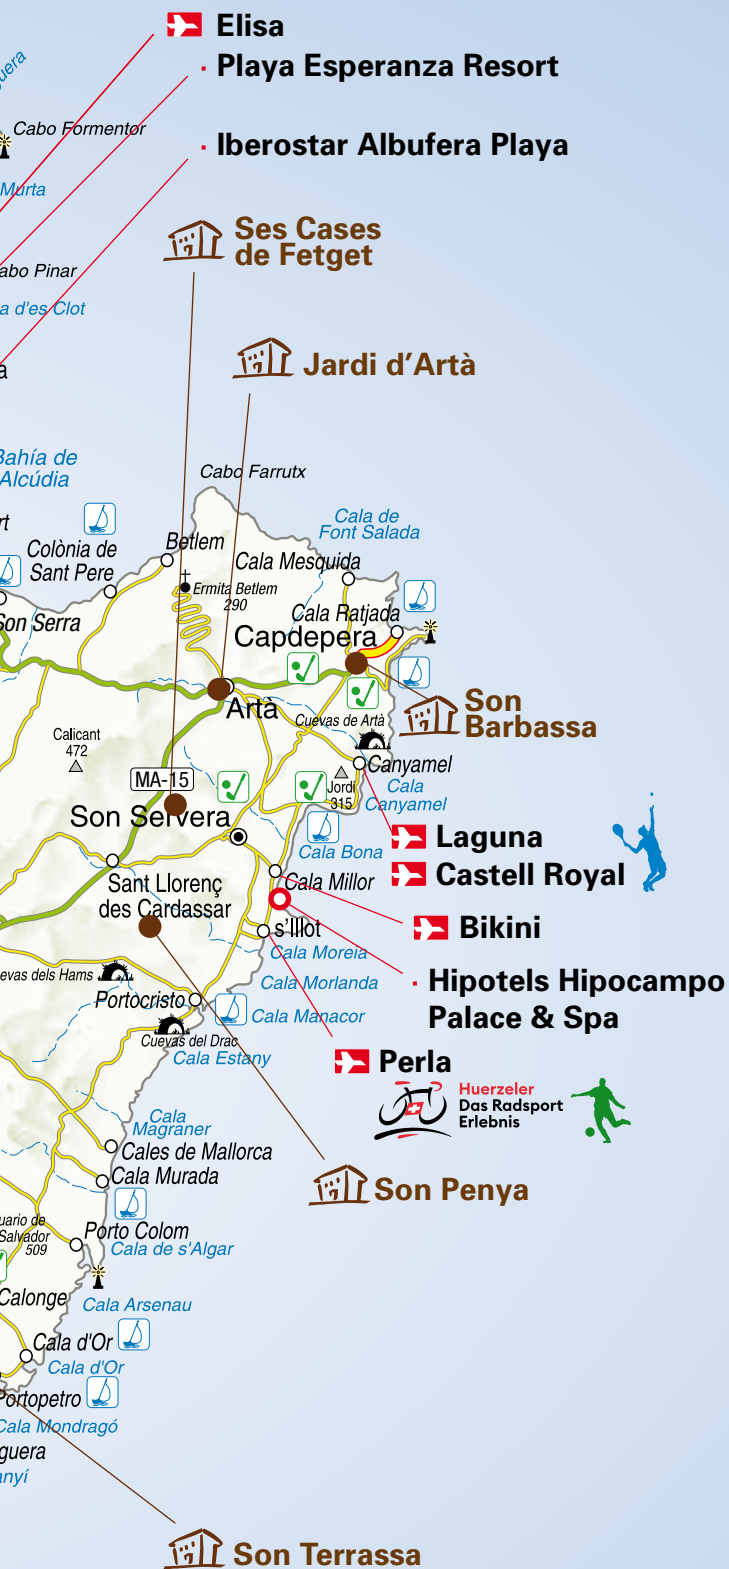 Elisa
Playa Esperanza Resort
Cabo Formentor
Iberostar Albufera Playa
Murta
Ses Cases
de Fetget
abo Pinar
a d'es Clot
Jardi d'Artà
a
Bahía de
Alcúdia
Cabo Farrutx
rt
Cala de
Font Salada
Colònia de
Sant Pere
Betlem
Cala Mesquida
Ermita Betlem
290
Son Serra
Cala Ratjada
Capdepera
Artà
Son
Barbassa
Cuevas de Artà
Calicant
472
Canyamel
MA-15
Jordi
315
Cala
Canyamel
Son Servera
Laguna
Cala Bona
Castell Royal
Sant Llorenç
des Cardassar
Cala Millor
s'Illot
Bikini
Cala Moreia
evas dels Hams
Cala Morlanda
Hipotels Hipocampo
Palace & Spa
Portocristo
Cala Manacor
Cuevas del Drac
Cala Estany
Perla
Huerzeler
Das Radsport
Erlebnis
Cala
Magraner
Cales de Mallorca
Cala Murada
Son Penya
uario de
Salvador
509
Porto Colom
Cala de s'Algar
Calonge
Cala Arsenau
Cala d'Or
Cala d'Or
Portopetro
Cala Mondragó
guera
anyí
Son Terrassa